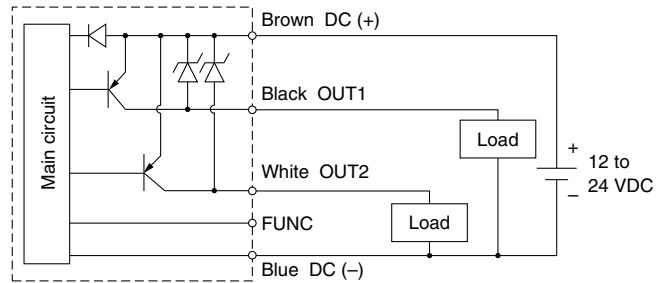 Brown DC (+)
Main circuit
Black OUT1
Load
+
12 to
24 VDC
–
White OUT2
Load
FUNC
Blue DC (–)